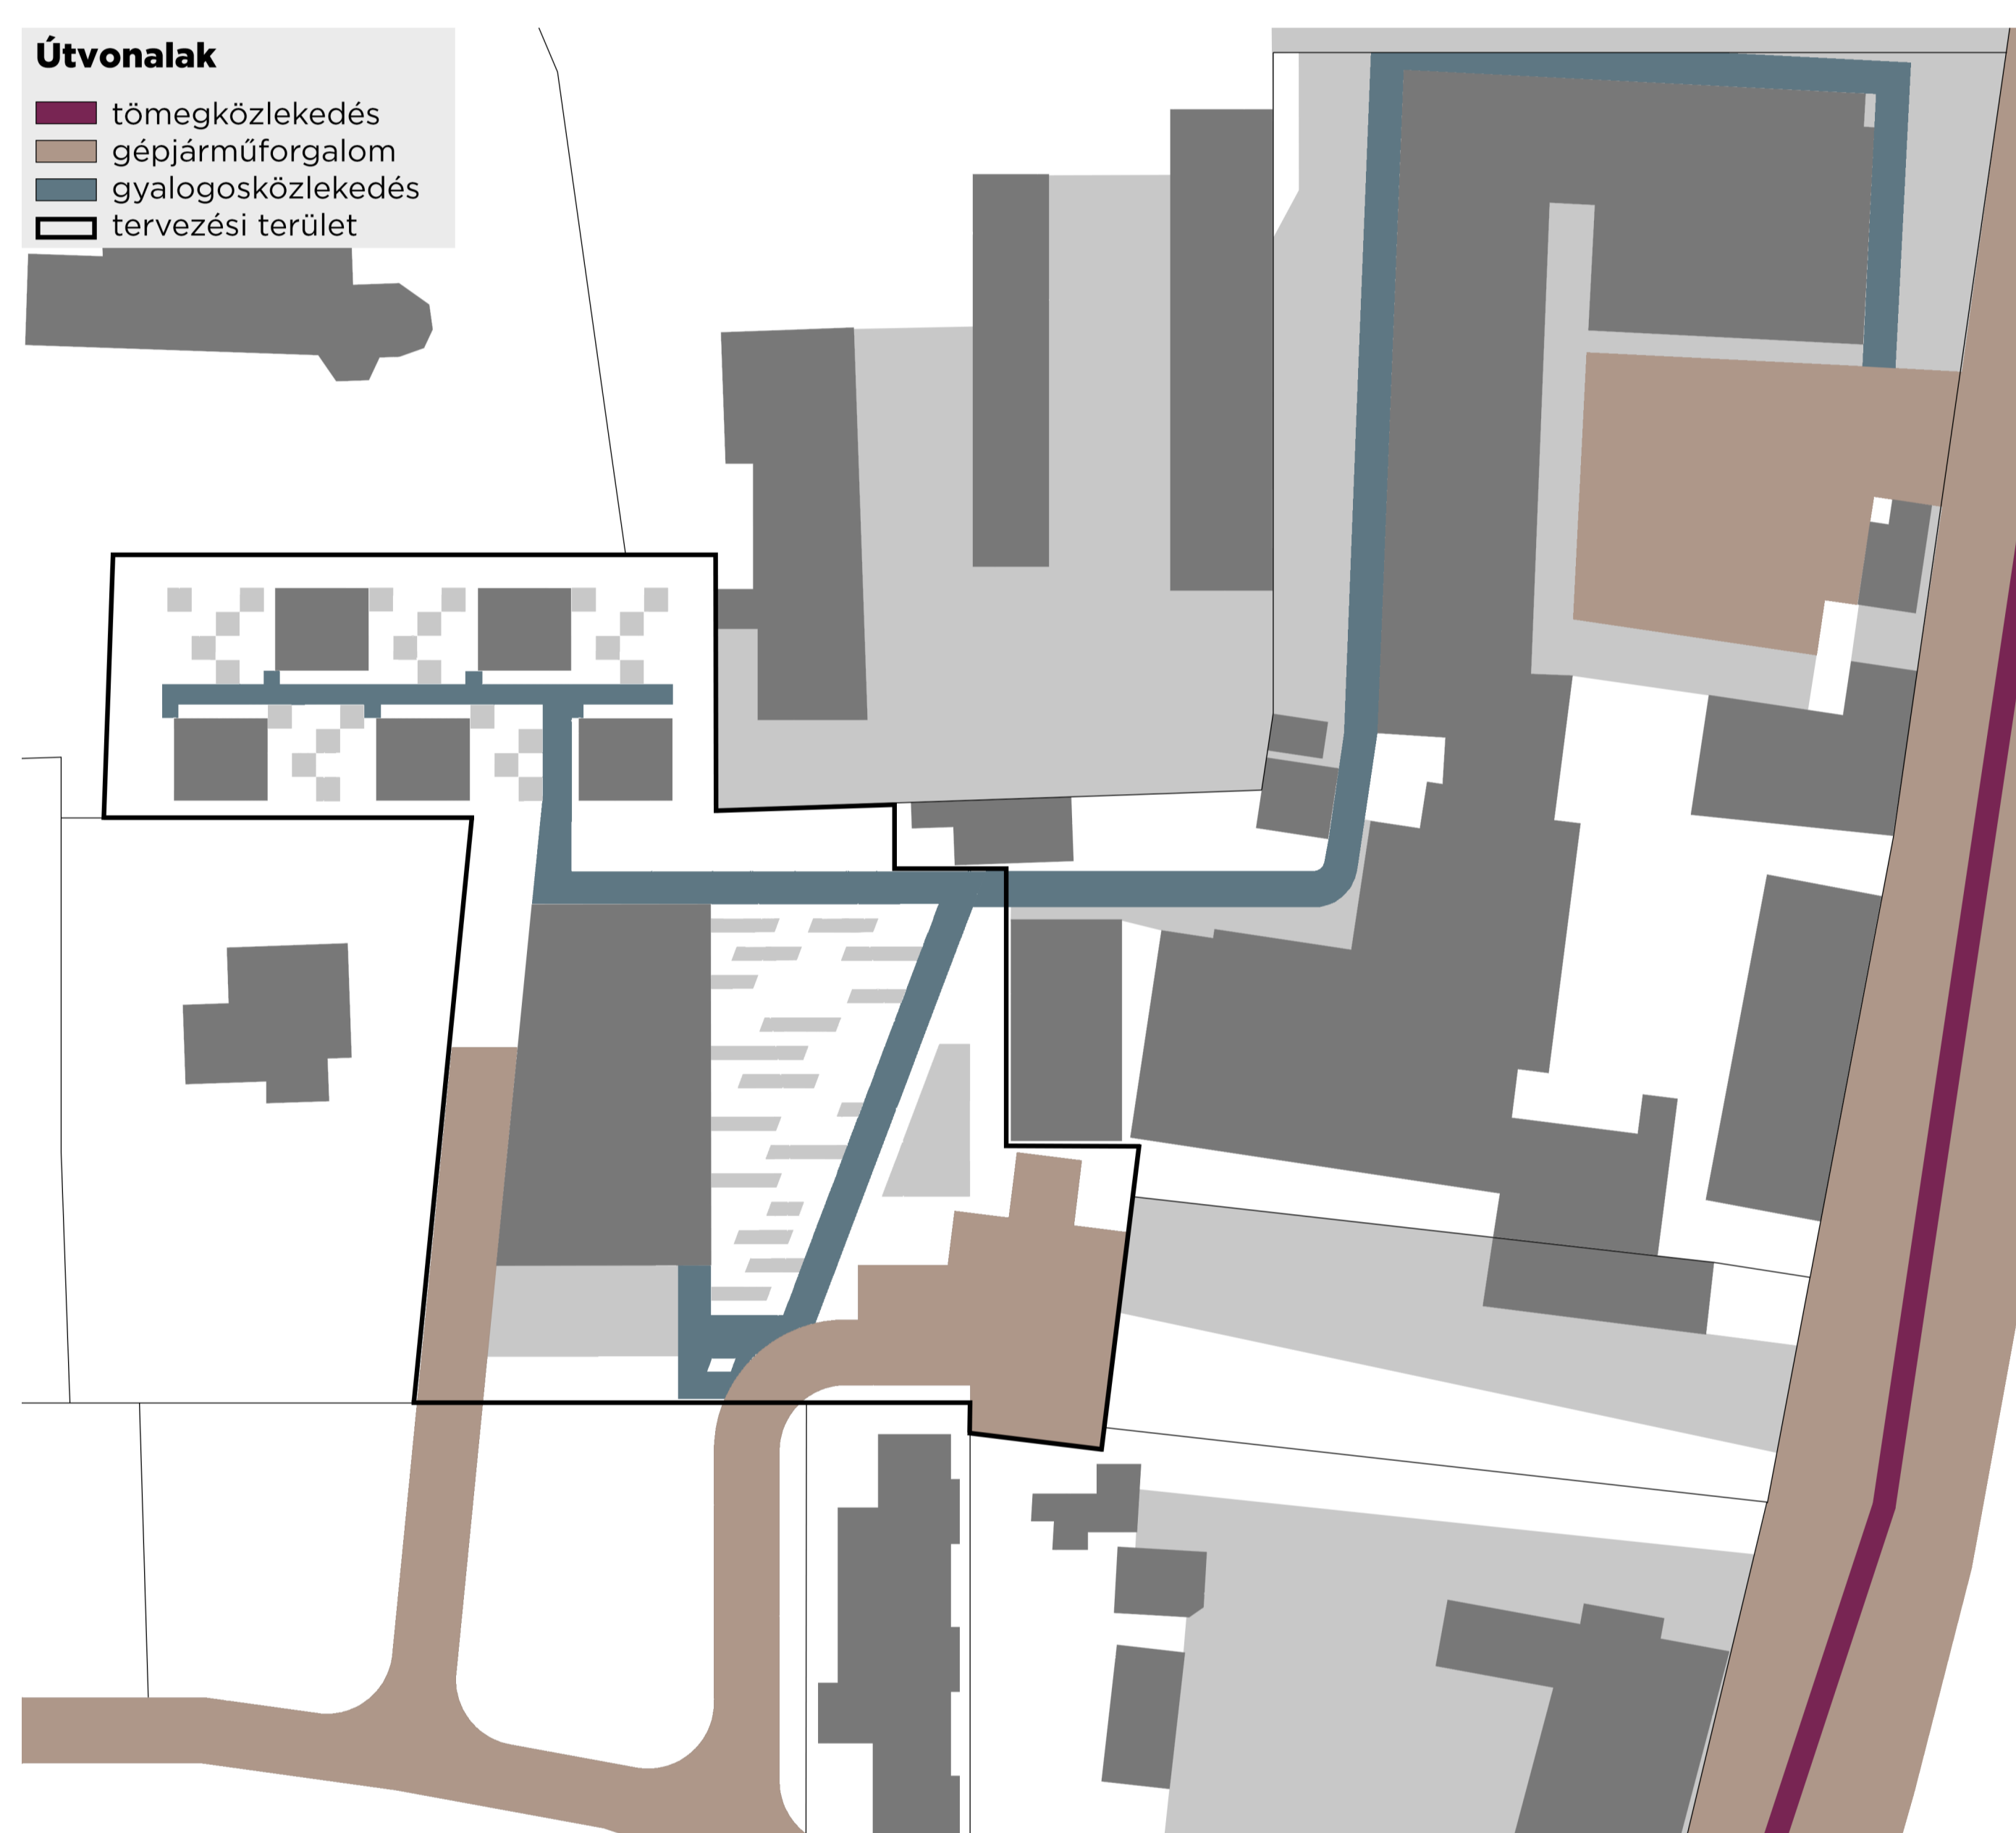 Útvonalak
tömegközlekedés
gépjárműforgalom
gyalogosközlekedés
tervezési terület